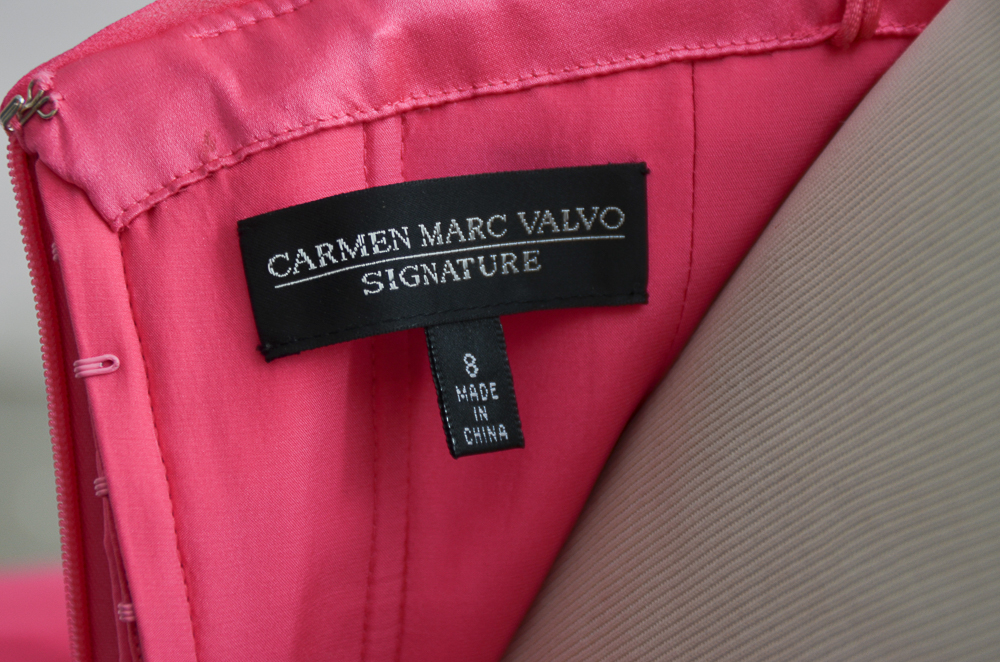 CARMEN MARC VALVO
SIGNATURE
8
MADE
IN
CHINA